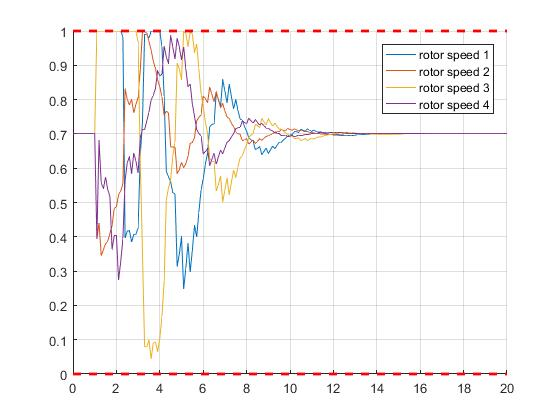 1
rotor speed 1
0.9
rotor speed 2
rotor speed 3
0.8
rotor speed 4
0.7
0.6
0.5
0.4
0.3
0.2
0.1
0
0 2 4 6 8 10 12 14 16 18 20